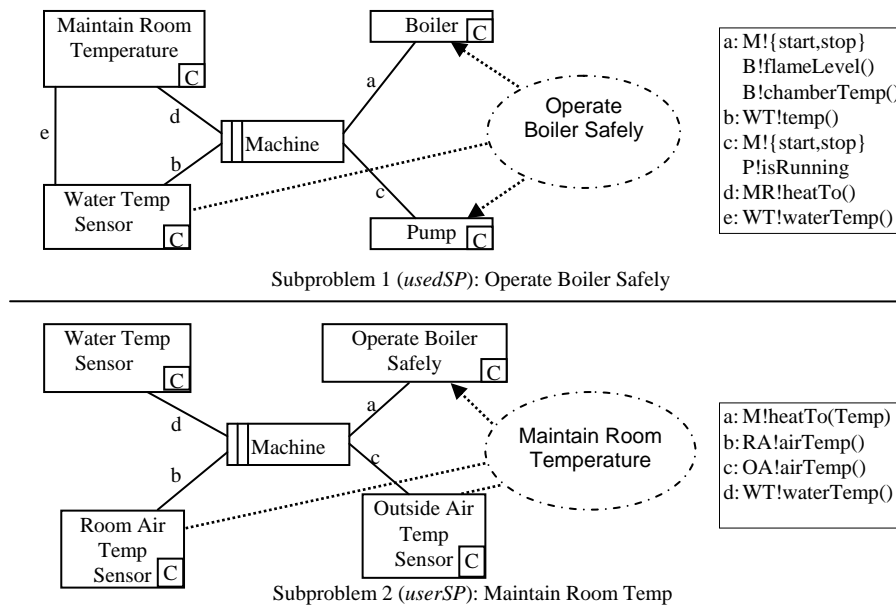 Maintain Room
Temperature
C
Boiler
C
a
d
e
b
c
Machine
Operate
Boiler Safely
Water Temp
Sensor
C
Pump
C
a: M!{start,stop}
B!flameLevel()
B!chamberTemp()
b: WT!temp()
c: M!{start,stop}
P!isRunning
d: MR!heatTo()
e: WT!waterTemp()
Subproblem 1 (usedSP): Operate Boiler Safely
Water Temp
Sensor
C
Operate Boiler
Safely
C
d
a
b
c
Machine
Maintain Room
Temperature
Room Air
Temp
Sensor
C
Outside Air
Temp
Sensor
C
a: M!heatTo(Temp)
b: RA!airTemp()
c: OA!airTemp()
d: WT!waterTemp()
Subproblem 2 (userSP): Maintain Room Temp